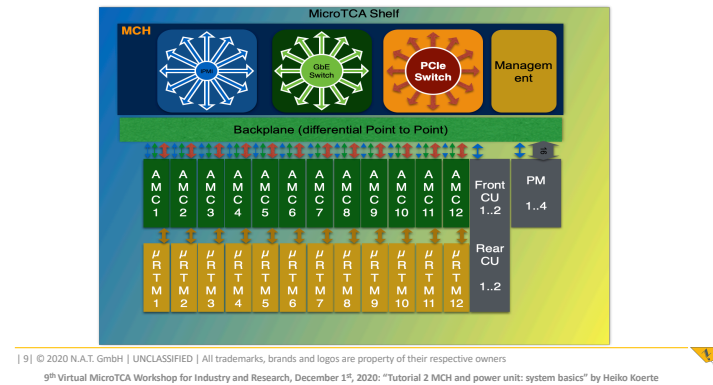 MicroTCA Shelf
MCH
IPMI
GbE
Switch
PCIe
Switch
Managem
ent
Backplane (differential Point to Point)
A
M
C
1
A
M
C
2
A
M
C
3
A
M
C
4
A
M
C
5
A
M
C
6
A
M
C
7
A
M
C
8
A
M
C
9
A
M
C
10
A
M
C
11
A
M
C
12
Front
CU
1..2
PM
1..4
μ
R
T
M
1
μ
R
T
M
2
μ
R
T
M
3
μ
R
T
M
4
μ
R
T
M
5
μ
R
T
M
6
μ
R
T
M
7
μ
R
T
M
8
μ
R
T
M
9
μ
R
T
M
10
μ
R
T
M
11
μ
R
T
M
12
Rear
CU
1..2
| 9| © 2020 N.A.T. GmbH | UNCLASSIFIED | All trademarks, brands and logos are property of their respective owners
9th Virtual MicroTCA Workshop for Industry and Research, December 1st, 2020: “Tutorial 2 MCH and power unit: system basics” by Heiko Koerte